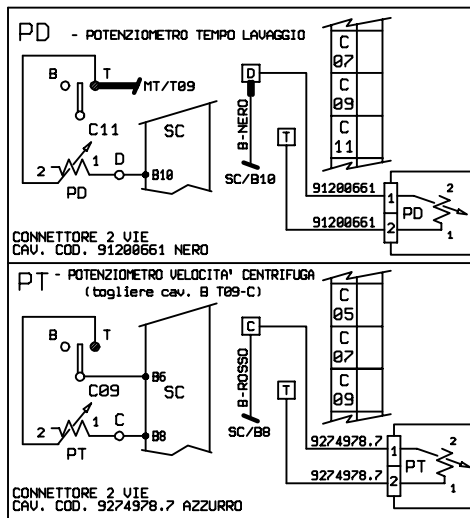 PD - POTENZIOMETRO TEMPO LAVAGGIO
B T MT/T09
C11 SC
2 1 D B10
PD
D
B-NERO
T
SC/B10
C
07
C
09
C
11
91200661 1 2
PD
91200661 2 1
CONNETTORE 2 VIE
CAV. COD. 91200661 NERO
PT - POTENZIOMETRO VELOCITA' CENTRIFUGA
(togliere cav. B T09-C)
B T
C09 B6 SC
2 1 C B8
PT
C
B-ROSSO
T
SC/B8
C
05
C
07
C
09
9274978.7 1 2
PT
9274978.7 2 1
CONNETTORE 2 VIE
CAV. COD. 9274978.7 AZZURRO